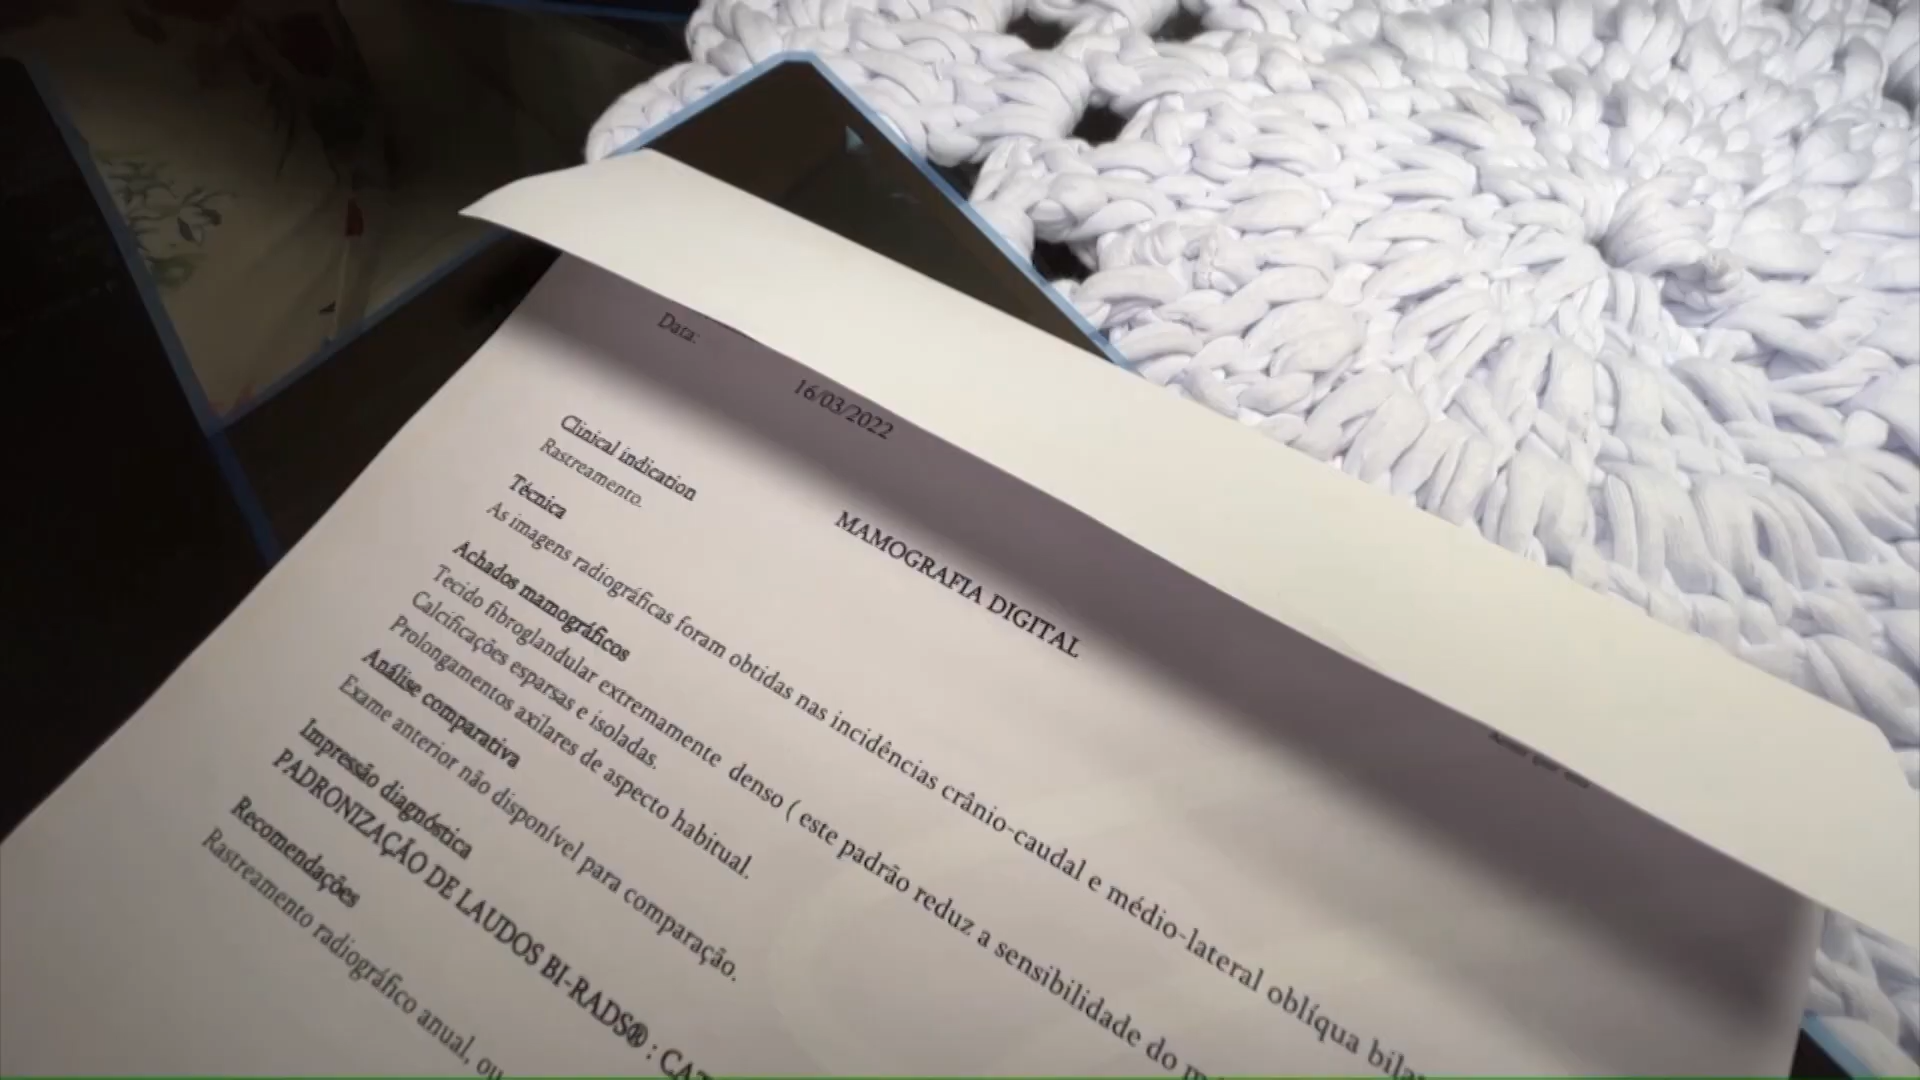 Data:
16/03/2022
MAMOGRAFIA DIGITAL
Clinical indication
Rastreamento.
Técnica
As imagens radiográficas foram obtidas nas incidências crânio-caudal e médio-lateral oblíqua
Achados mamográficos
Tecido fibroglandular extremamente denso ( este padrão reduz a sensibilidade do
Calcificações esparsas e isoladas.
Prolongamentos axilares de aspecto habitual.
Análise comparativa
Exame anterior não disponível para comparação.
Impressão diagnóstica
PADRONIZAÇÃO DE LAUDOS BI-RADS® :
Recomendações
Rastreamento radiográfico anual, ou